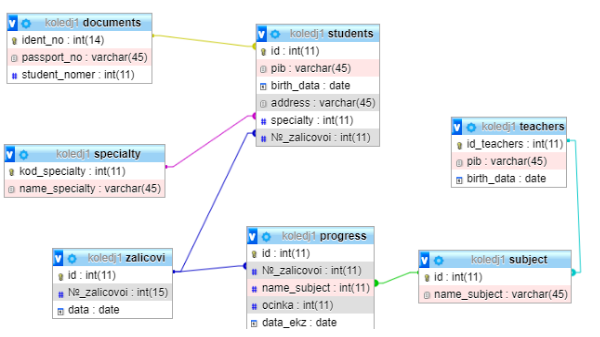 koledj1 documents
ident_no : int(14)
passport_no : varchar(45)
student_nomer : int(11)
koledj1 students
id : int(11)
pib : varchar(45)
birth_data : date
address : varchar(45)
specialty : int(11)
№_zalicovoi : int(11)
koledj1 teachers
id_teachers : int(11)
pib : varchar(45)
birth_data : date
koledj1 specialty
kod_specialty : int(11)
name_specialty : varchar(45)
koledj1 zalicovi
id : int(11)
№_zalicovoi : int(15)
data : date
koledj1 progress
id : int(11)
№_zalicovoi : int(11)
name_subject : int(11)
ocinka : int(11)
data_ekz : date
koledj1 subject
id : int(11)
name_subject : varchar(45)